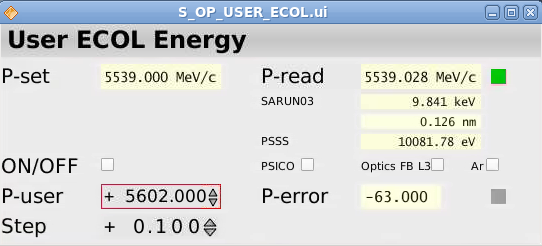 S_OP_USER_ECOL.ui
User ECOL Energy
P-set 5539.000 MeV/c P-read 5539.028 MeV/c
SARUN03 9.841 keV
0.126 nm
PSSS 10081.78 eV
ON/OFF PSICO Optics FB L3 Ar
P-user + 5602.000 P-error -63.000
Step + 0.100